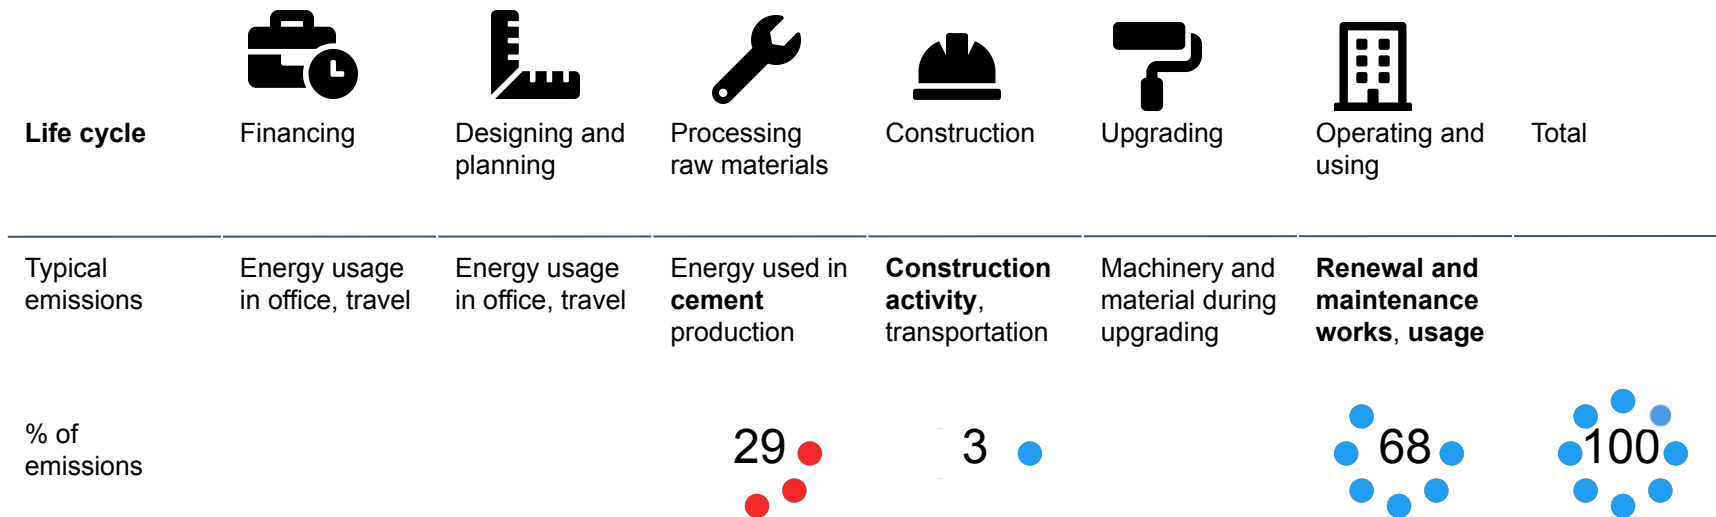 Life cycle
Financing
Designing and
planning
Processing
raw materials
Construction
Upgrading
Operating and
using
Total
Typical
emissions
Energy usage
in office, travel
Energy usage
in office, travel
Energy used in
cement
production
Construction
activity,
transportation
Machinery and
material during
upgrading
Renewal and
maintenance
works, usage
% of
emissions
29
3
68
100